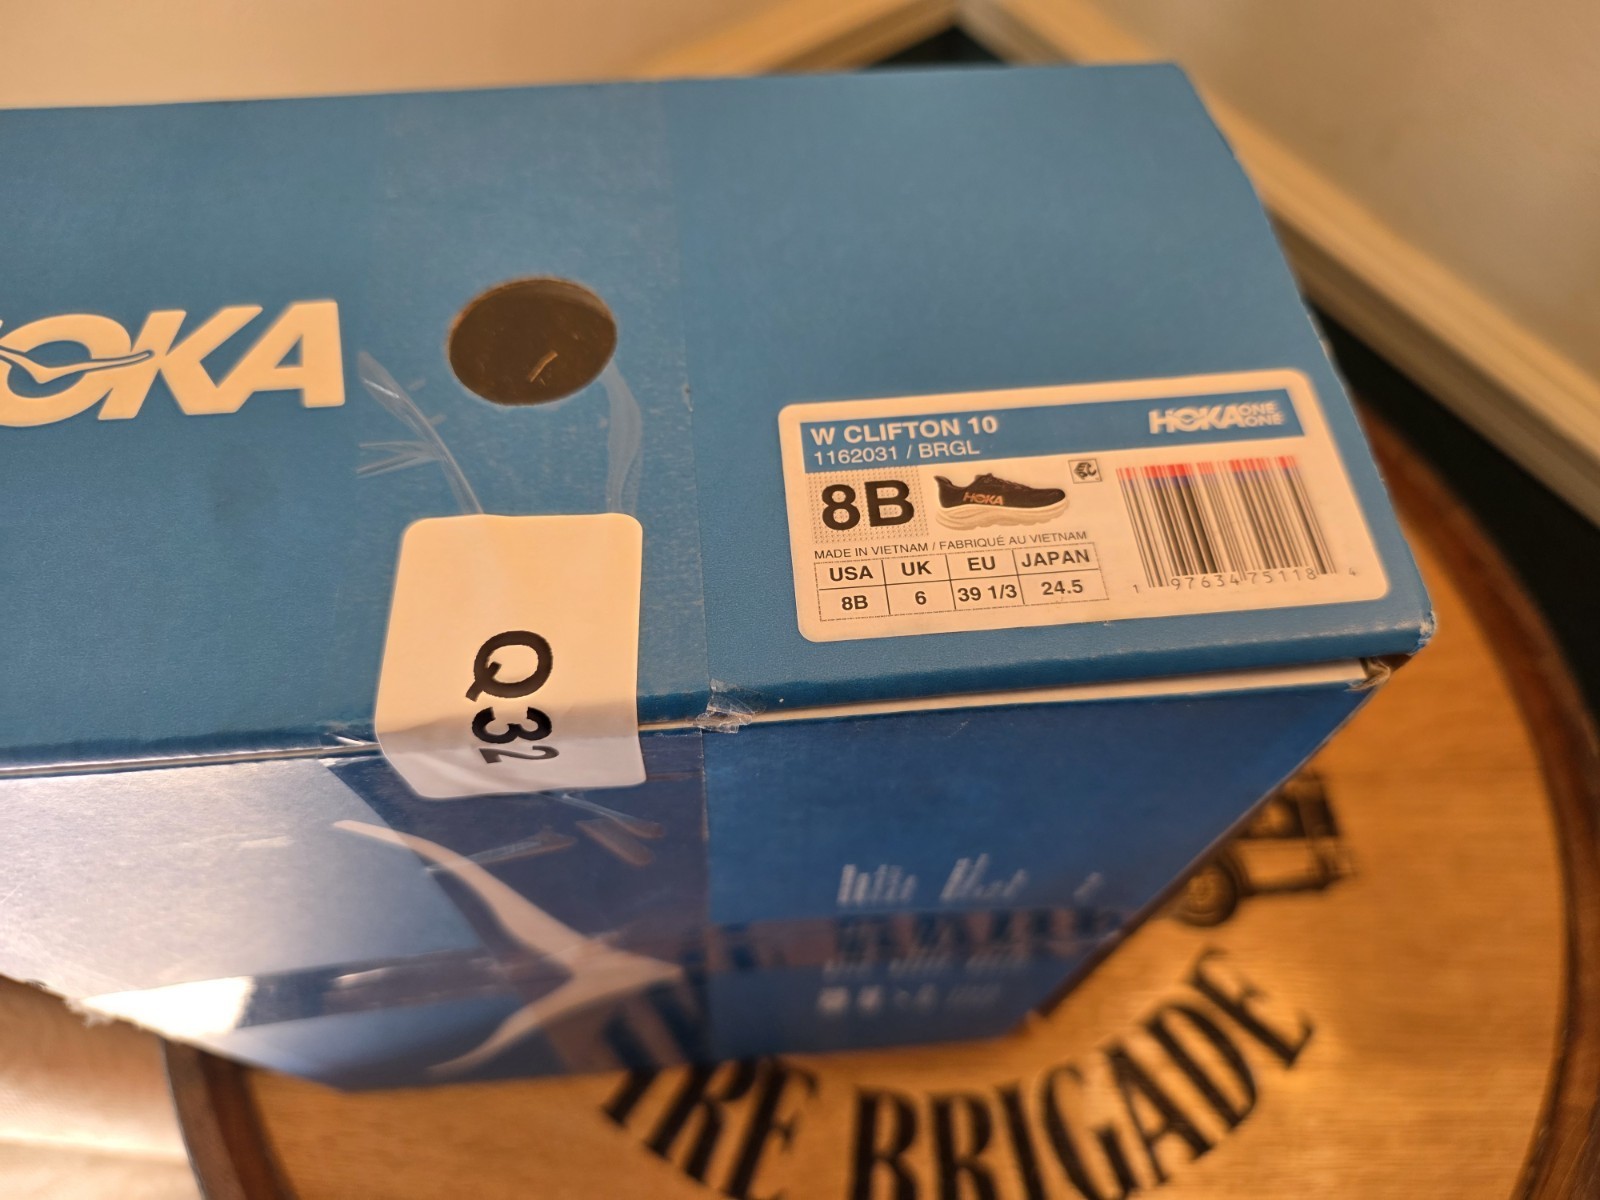 HOKA
Q32
W CLIFTON 10
1162031 / BRGL
HOKA ONE ONE
8B
HOKA
MADE IN VIETNAM / FABRIQUÉ AU VIETNAM
USA UK EU JAPAN
8B 6 39 1/3 24.5
1 97634 75118 4
BRIGADE